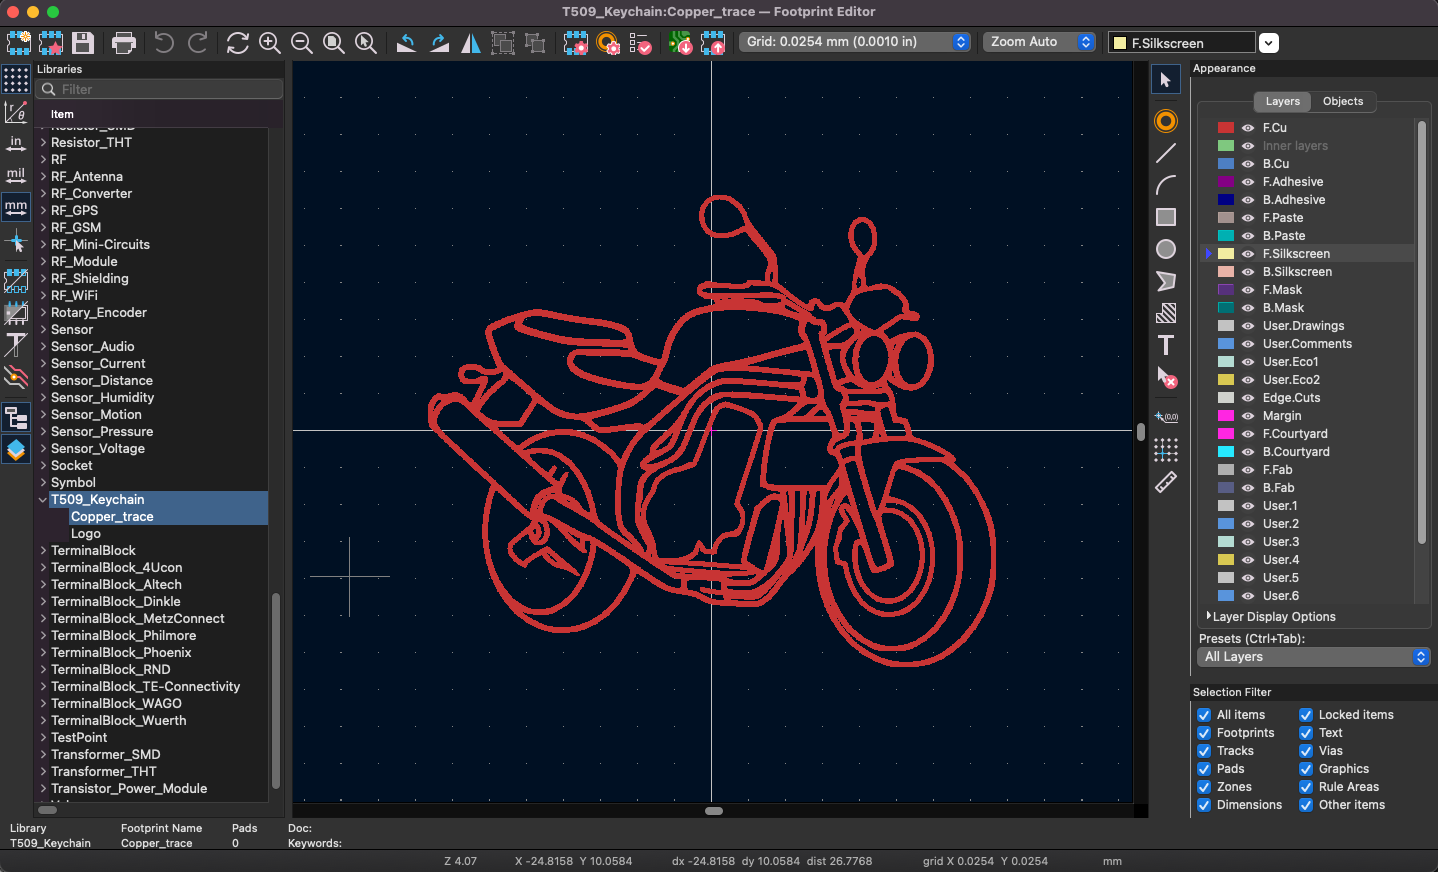 T509_Keychain:Copper_trace — Footprint Editor
Grid: 0.0254 mm (0.0010 in)
Zoom Auto
F.Silkscreen
Libraries
Filter
Item
Resistor_SMD
Resistor_THT
RF
RF_Antenna
RF_Converter
RF_GPS
RF_GSM
RF_Mini-Circuits
RF_Module
RF_Shielding
RF_WiFi
Rotary_Encoder
Sensor
Sensor_Audio
Sensor_Current
Sensor_Distance
Sensor_Humidity
Sensor_Motion
Sensor_Pressure
Sensor_Voltage
Socket
Symbol
T509_Keychain
Copper_trace
Logo
TerminalBlock
TerminalBlock_4Ucon
TerminalBlock_Altech
TerminalBlock_Dinkle
TerminalBlock_MetzConnect
TerminalBlock_Philmore
TerminalBlock_Phoenix
TerminalBlock_RND
TerminalBlock_TE-Connectivity
TerminalBlock_WAGO
TerminalBlock_Wuerth
TestPoint
Transformer_SMD
Transformer_THT
Transistor_Power_Module
in
mil
mm
(0,0)
Appearance
Layers
Objects
F.Cu
Inner layers
B.Cu
F.Adhesive
B.Adhesive
F.Paste
B.Paste
F.Silkscreen
B.Silkscreen
F.Mask
B.Mask
User.Drawings
User.Comments
User.Eco1
User.Eco2
Edge.Cuts
Margin
F.Courtyard
B.Courtyard
F.Fab
B.Fab
User.1
User.2
User.3
User.4
User.5
User.6
Layer Display Options
Presets (Ctrl+Tab):
All Layers
Selection Filter
All items
Locked items
Footprints
Text
Tracks
Vias
Pads
Graphics
Zones
Rule Areas
Dimensions
Other items
Library
Footprint Name
Pads
Doc:
T509_Keychain
Copper_trace
0
Keywords:
Z 4.07
X -24.8158 Y 10.0584
dx -24.8158 dy 10.0584 dist 26.7768
grid X 0.0254 Y 0.0254
mm